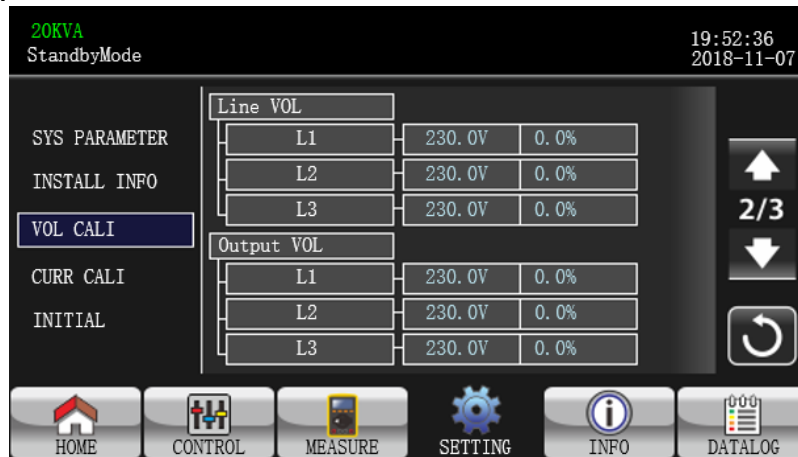 20KVA
StandbyMode
19:52:36
2018-11-07
SYS PARAMETER
INSTALL INFO
VOL CALI
CURR CALI
INITIAL
Line VOL
L1 230.0V 0.0%
L2 230.0V 0.0%
L3 230.0V 0.0%
Output VOL
L1 230.0V 0.0%
L2 230.0V 0.0%
L3 230.0V 0.0%
2/3
HOME CONTROL MEASURE SETTING INFO DATALOG